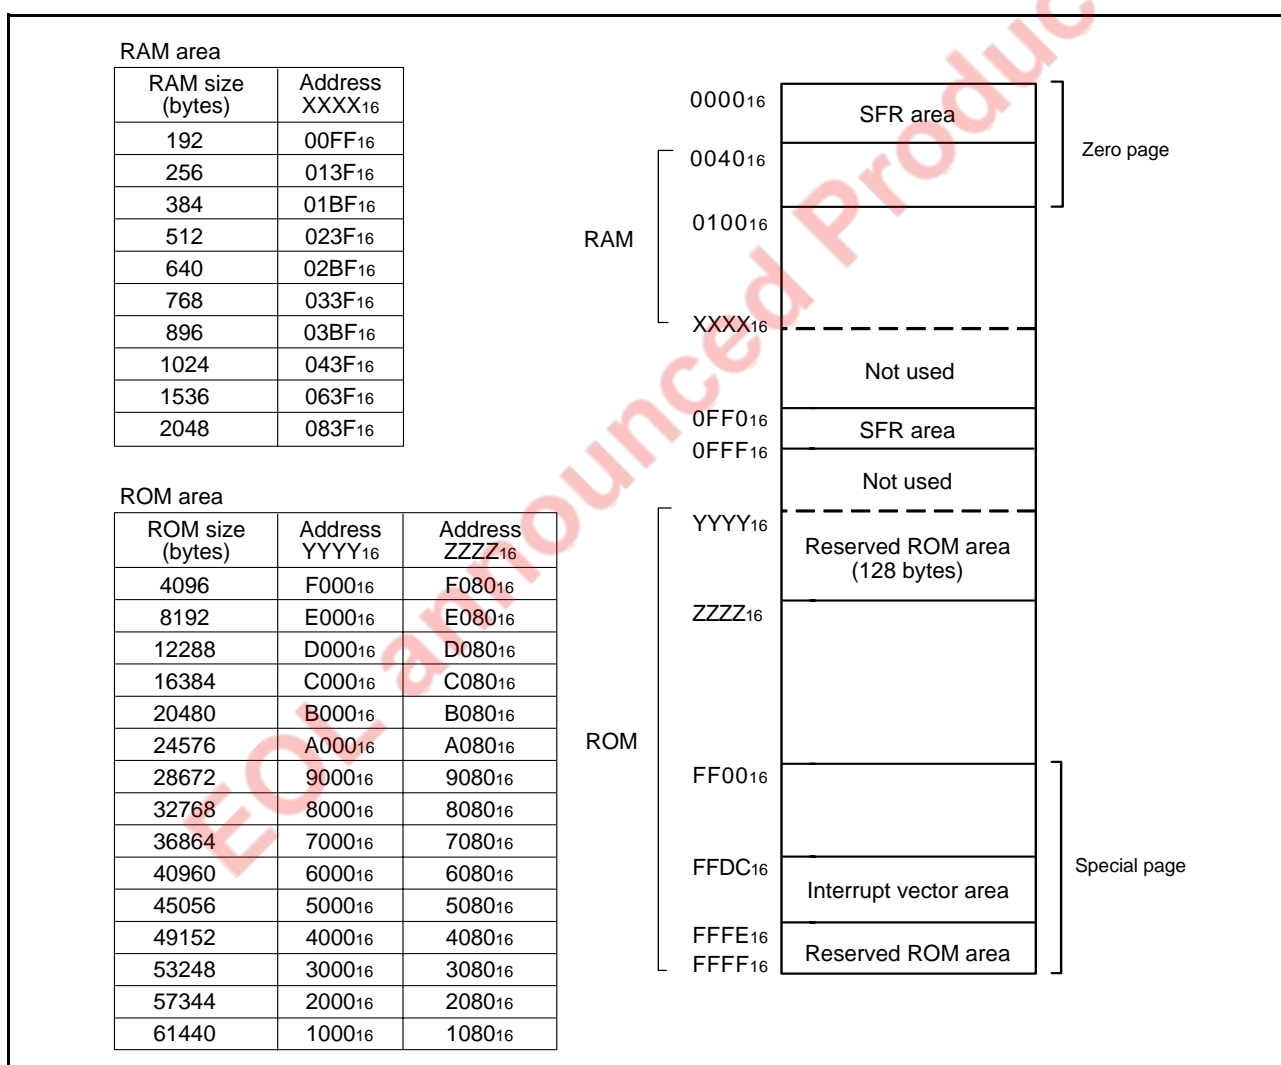 RAM area
RAM size (bytes) Address XXXX16
192 00FF16
256 013F16
384 01BF16
512 023F16
640 02BF16
768 033F16
896 03BF16
1024 043F16
1536 063F16
2048 083F16
ROM area
ROM size (bytes) Address YYYY16 Address ZZZZ16
4096 F00016 F08016
8192 E00016 E08016
12288 D00016 D08016
16384 C00016 C08016
20480 B00016 B08016
24576 A00016 A08016
28672 900016 908016
32768 800016 808016
36864 700016 708016
40960 600016 608016
45056 500016 508016
49152 400016 408016
53248 300016 308016
57344 200016 208016
61440 100016 108016
000016
SFR area
Zero page
004016
010016
RAM
XXXX16
Not used
0FF016
SFR area
0FFF16
Not used
YYYY16
Reserved ROM area
(128 bytes)
ZZZZ16
ROM
FF0016
FFDC16
Interrupt vector area
Special page
FFFE16
Reserved ROM area
FFFF16
EOL announced Produc